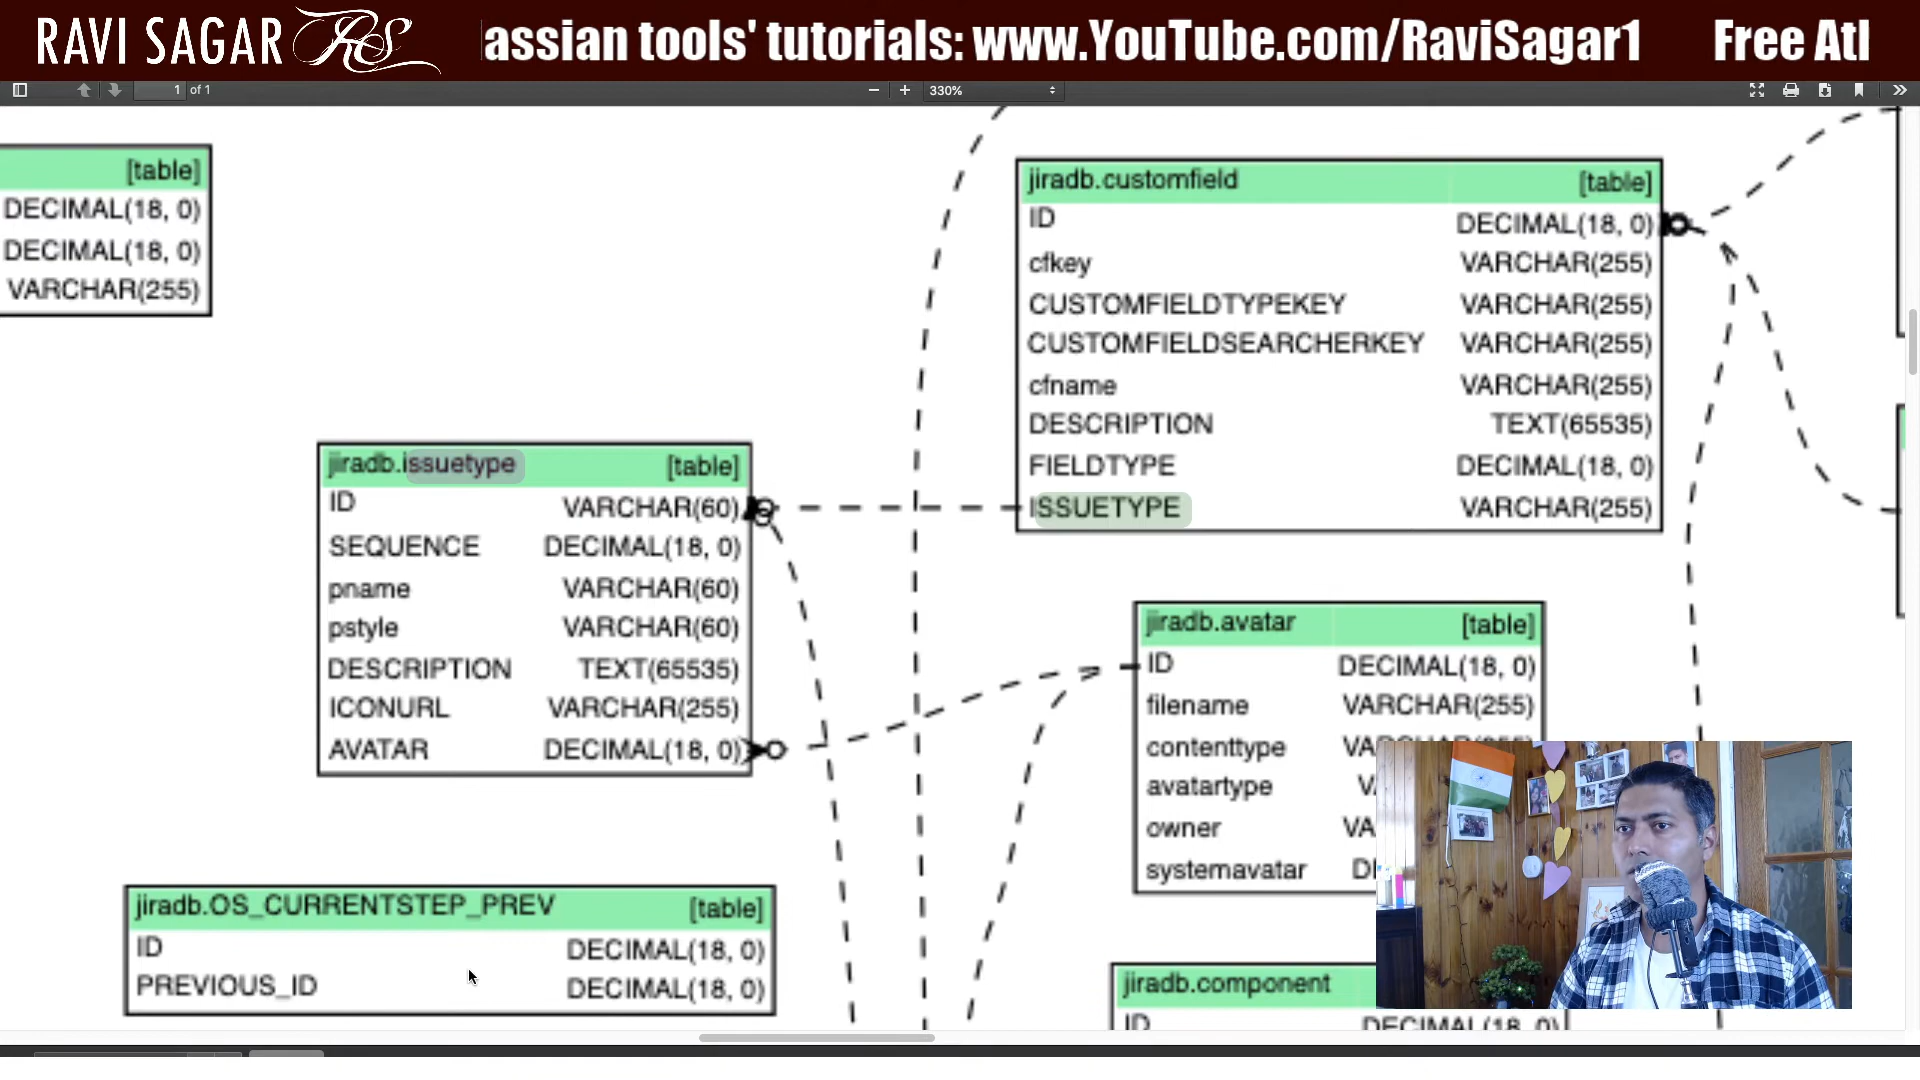 RAVI SAGAR RS
assian tools' tutorials: www.YouTube.com/RaviSagar1 Free Atl
1 of 1
330%
[table]
DECIMAL(18, 0)
DECIMAL(18, 0)
VARCHAR(255)
jiradb.customfield [table]
ID DECIMAL(18, 0)
cfkey VARCHAR(255)
CUSTOMFIELDTYPEKEY VARCHAR(255)
CUSTOMFIELDSEARCHERKEY VARCHAR(255)
cfname VARCHAR(255)
DESCRIPTION TEXT(65535)
FIELDTYPE DECIMAL(18, 0)
ISSUETYPE VARCHAR(255)
jiradb.issuetype [table]
ID VARCHAR(60)
SEQUENCE DECIMAL(18, 0)
pname VARCHAR(60)
pstyle VARCHAR(60)
DESCRIPTION TEXT(65535)
ICONURL VARCHAR(255)
AVATAR DECIMAL(18, 0)
jiradb.avatar [table]
ID DECIMAL(18, 0)
filename VARCHAR(255)
contenttype
avatartype
owner
systemavatar
jiradb.OS_CURRENTSTEP_PREV [table]
ID DECIMAL(18, 0)
PREVIOUS_ID DECIMAL(18, 0)
jiradb.component
ID DECIMAL(18, 0)